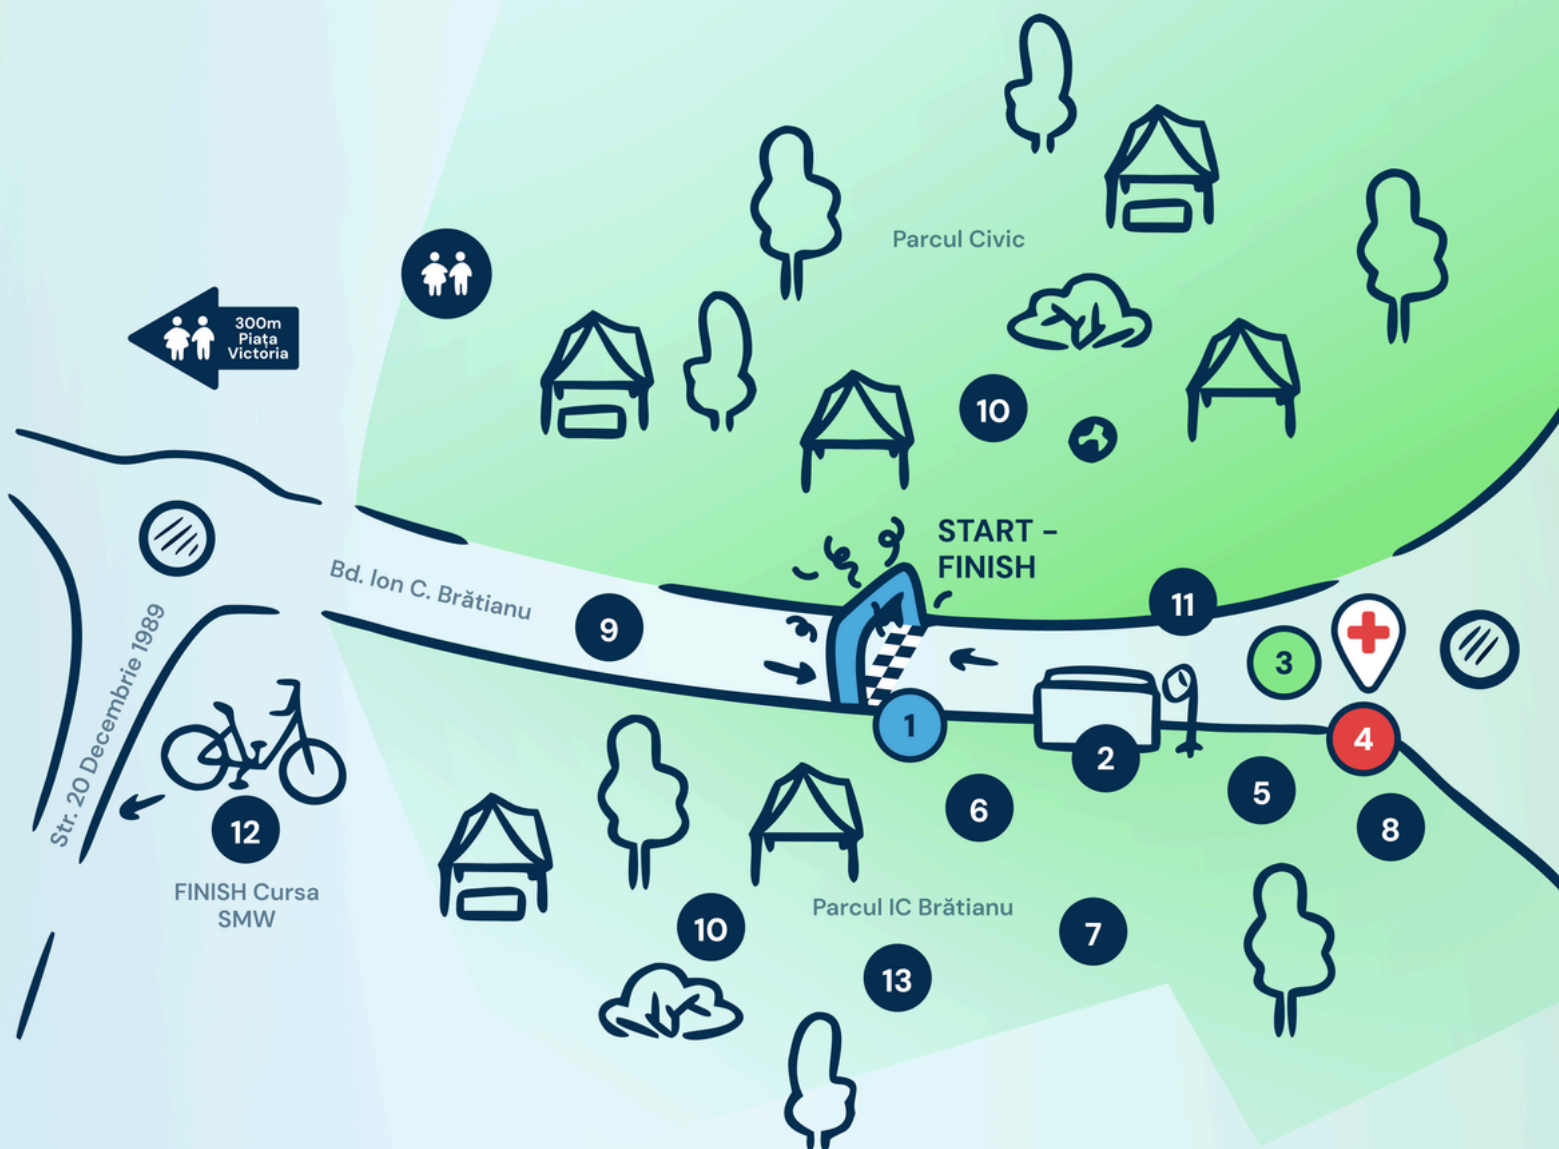 Parcul Civic
300m
Piața
Victoria
10
START -
FINISH
Bd. Ion C. Brătianu
9
11
3
1
4
2
5
6
8
Str. 20 Decembrie 1989
12
FINISH Cursa
SMW
10
Parcul IC Brătianu
7
13